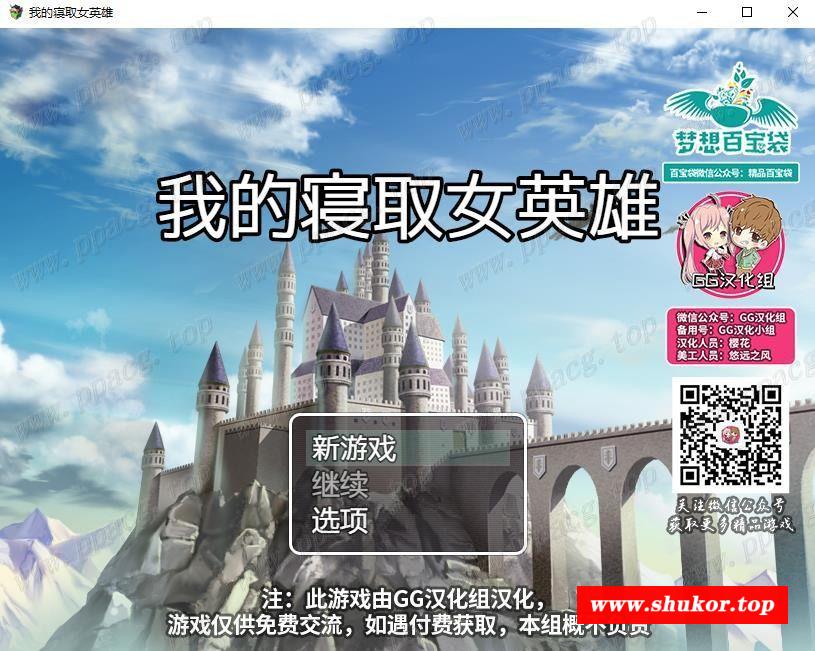 我的寝取女英雄
梦想百宝袋
百宝袋微信公众号：精品百宝袋
我的寝取女英雄
GG汉化组
微信公众号：GG汉化组
备用号：GG汉化小组
汉化人员：樱花
美工人员：悠远之风
新游戏
继续
选项
关注微信公众号
获取更多精品游戏
注：此游戏由GG汉化组汉化，
游戏仅供免费交流，如遇付费获取，本组概不负责
www.shukor.top
www.ppacg.top